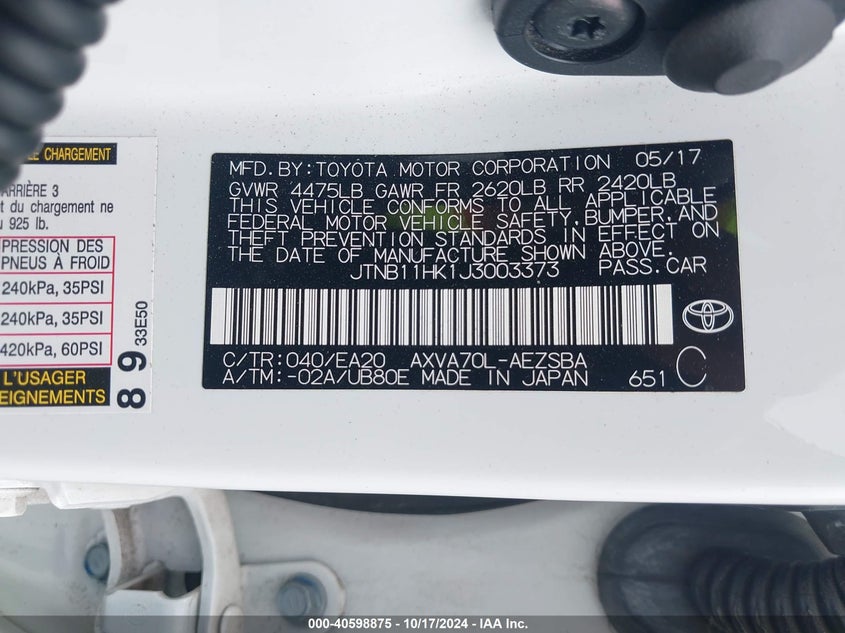 LE CHARGEMENT
ARRIÈRE 3
t du chargement ne
925 lb.
PRESSION DES
PNEUS À FROID
240kPa, 35PSI
240kPa, 35PSI
420kPa, 60PSI
L'USAGER
EIGNEMENTS
8 9
33E50
MFD.BY:TOYOTA MOTOR CORPORATION 05/17
GVWR 4475LB GAWR FR 2620LB RR 2420LB
THIS VEHICLE CONFORMS TO ALL APPLICABLE
FEDERAL MOTOR VEHICLE SAFETY,BUMPER,AND
THEFT PREVENTION STANDARDS IN EFFECT ON
THE DATE OF MANUFACTURE SHOWN ABOVE.
JTNB11HK1J3003373 PASS.CAR
C/TR:040/EA20 AXVA70L-AEZSBA
A/TM:-02A/UB80E MADE IN JAPAN 651 C
000-40598875 - 10/17/2024 - IAA Inc.